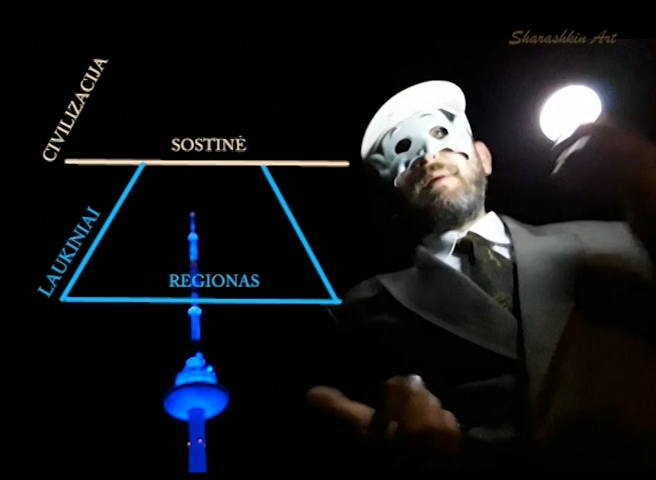 Sharashkin Art
CIVILIZACIJA
SOSTINĖ
LAUKINIAI
REGIONAS